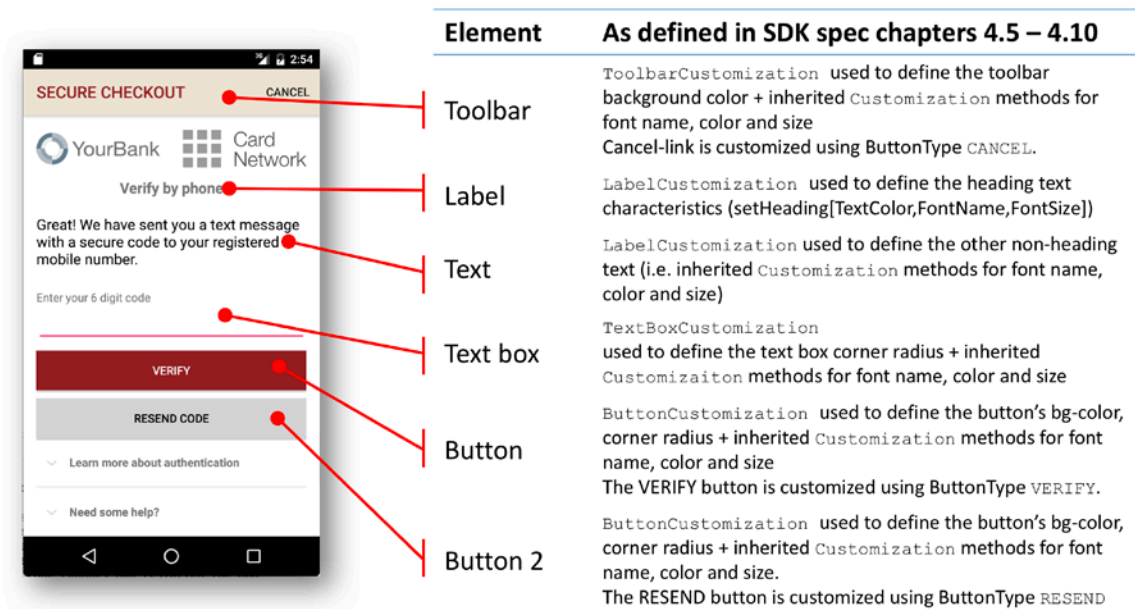 2:54
SECURE CHECKOUT CANCEL
YourBank Card
Network
Verify by phone
Great! We have sent you a text message
with a secure code to your registered
mobile number.
Enter your 6 digit code
VERIFY
RESEND CODE
Learn more about authentication
Need some help?
Element As defined in SDK spec chapters 4.5 – 4.10
Toolbar
ToolbarCustomization used to define the toolbar
background color + inherited Customization methods for
font name, color and size
Cancel-link is customized using ButtonType CANCEL.
Label
LabelCustomization used to define the heading text
characteristics (setHeading[TextColor,FontName,FontSize])
Text
LabelCustomization used to define the other non-heading
text (i.e. inherited Customization methods for font name,
color and size)
Text box
TextBoxCustomization
used to define the text box corner radius + inherited
Customizaiton methods for font name, color and size
Button
ButtonCustomization used to define the button's bg-color,
corner radius + inherited Customization methods for font
name, color and size
The VERIFY button is customized using ButtonType VERIFY.
Button 2
ButtonCustomization used to define the button's bg-color,
corner radius + inherited Customization methods for font
name, color and size.
The RESEND button is customized using ButtonType RESEND